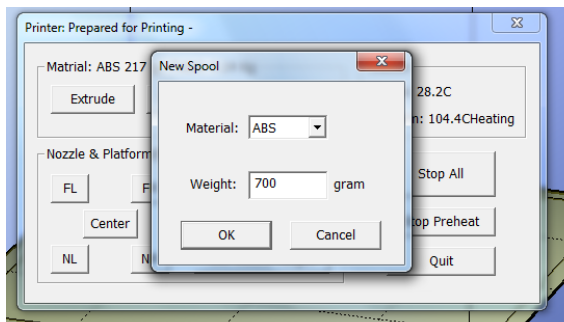 Printer: Prepared for Printing -
Matrial: ABS 217
New Spool
Extrude
28.2C
104.4CHeating
Material: ABS
Nozzle & Platform
Weight: 700 gram
Stop All
FL
Center
OK
Cancel
Preheat
NL
Quit